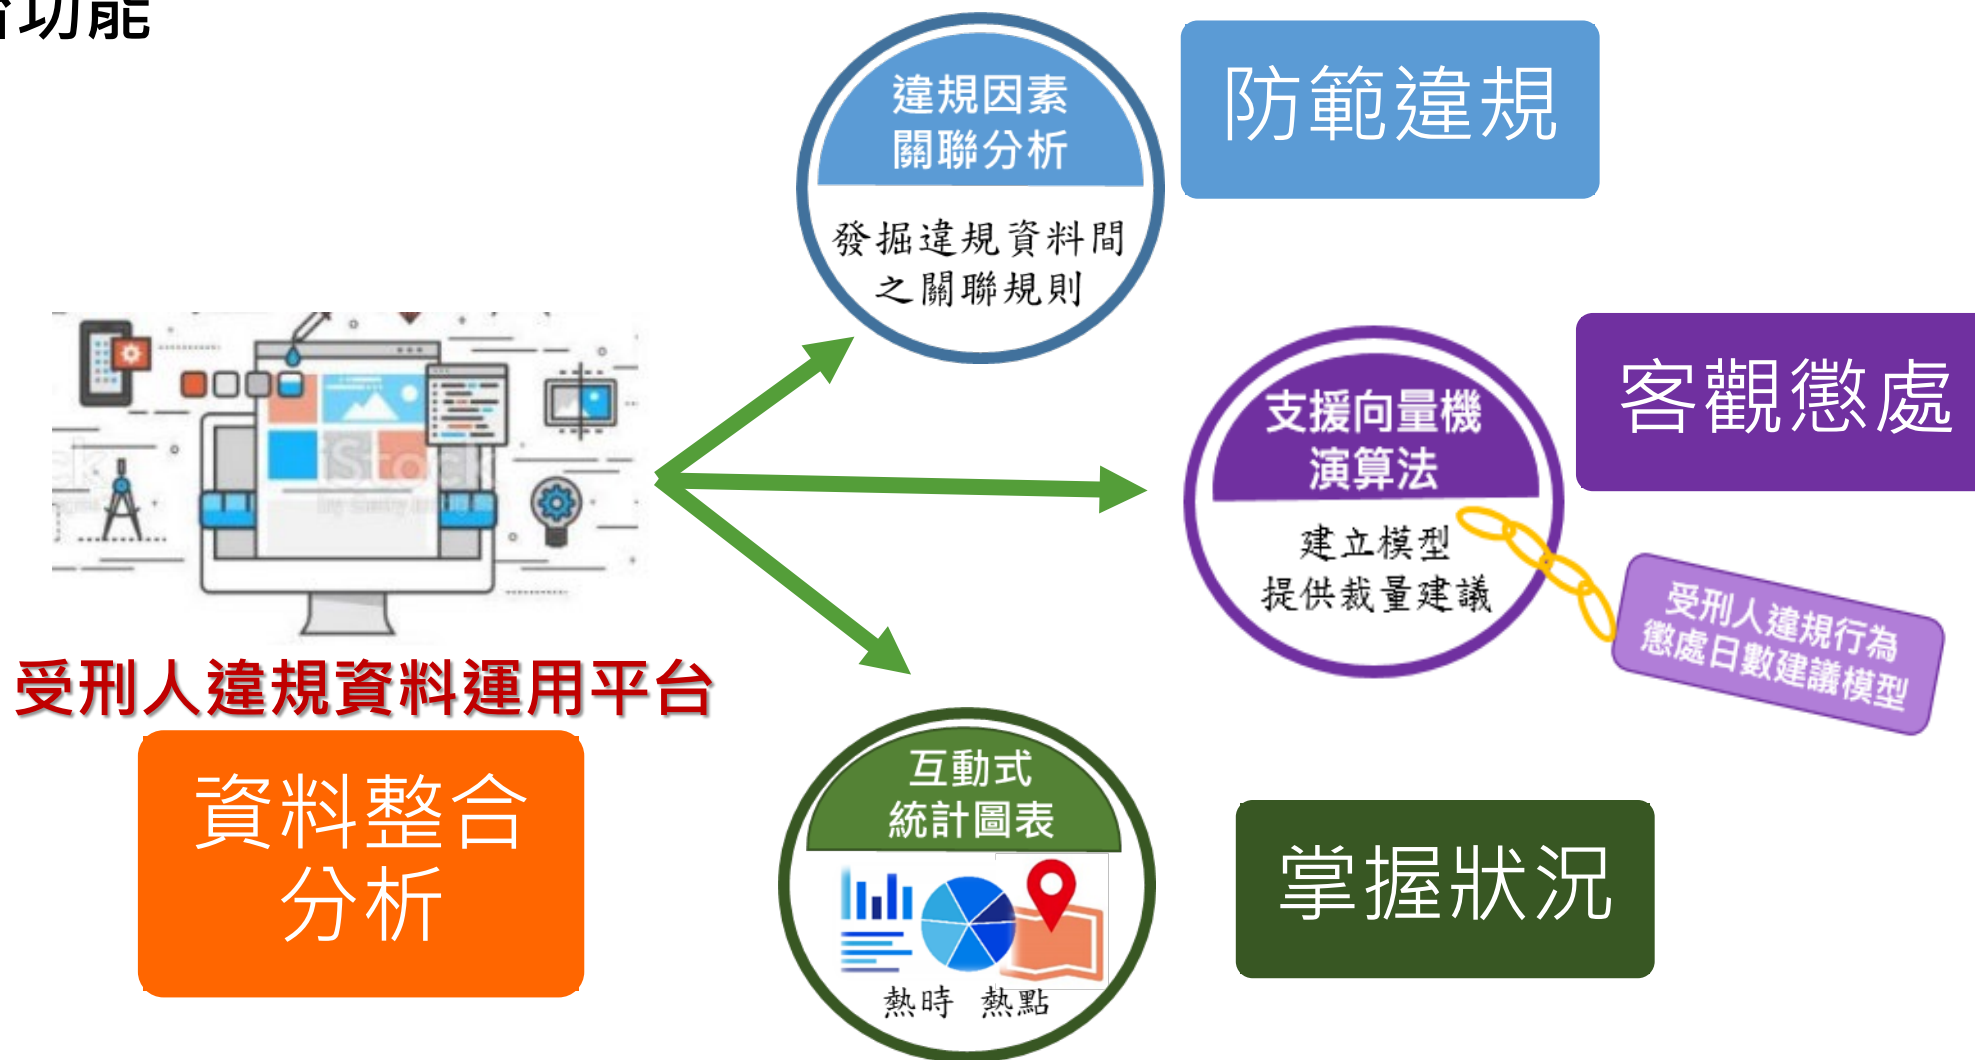 台功能
違規因素
關聯分析
發掘違規資料間
之關聯規則
防範違規
支援向量機
演算法
建立模型
提供裁量建議
客觀懲處
受刑人違規行為
懲處日數建議模型
受刑人違規資料運用平台
資料整合
分析
互動式
統計圖表
熱時 熱點
掌握狀況
iStock